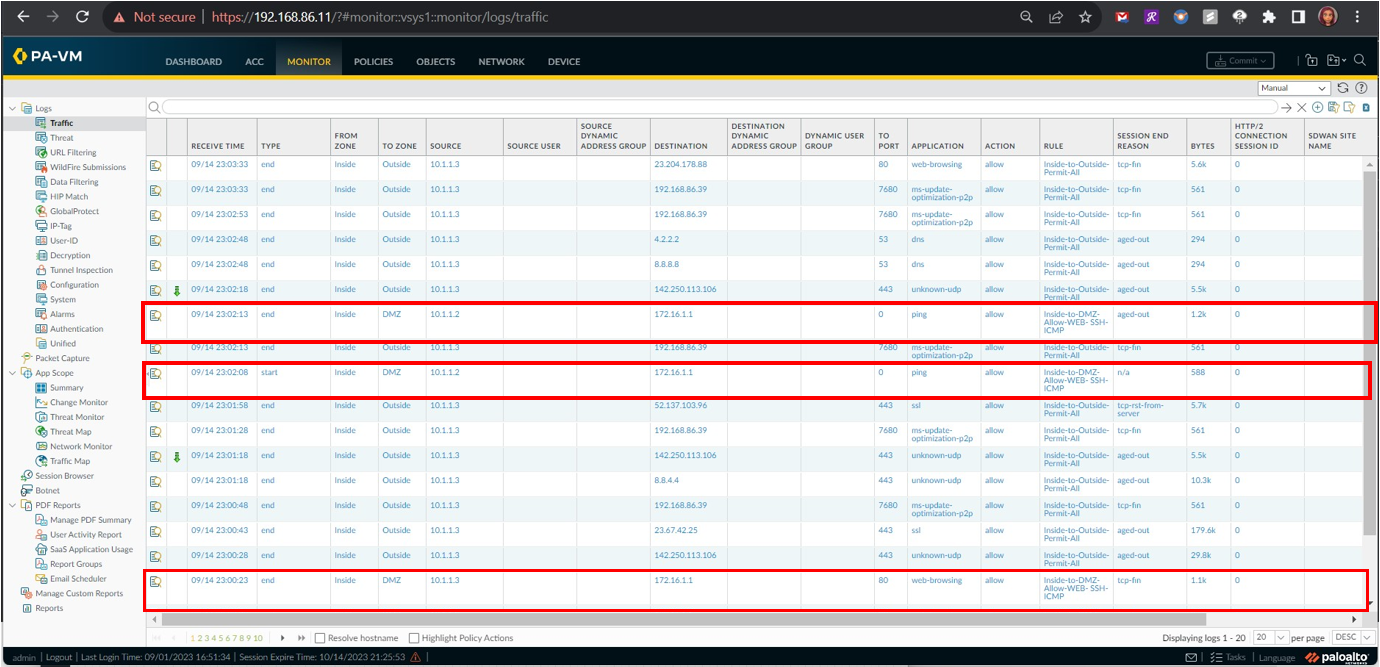 Not secure | https://192.168.86.11/?#monitor::vsys1::monitor/logs/traffic
PA-VM DASHBOARD ACC MONITOR POLICIES OBJECTS NETWORK DEVICE Commit
Manual
Logs
Traffic
Threat
URL Filtering
WildFire Submissions
Data Filtering
HIP Match
GlobalProtect
IP-Tag
User-ID
Decryption
Tunnel Inspection
Configuration
System
Alarms
Authentication
Unified
Packet Capture
App Scope
Summary
Change Monitor
Threat Monitor
Threat Map
Network Monitor
Traffic Map
Session Browser
Botnet
PDF Reports
Manage PDF Summary
User Activity Report
SaaS Application Usage
Report Groups
Email Scheduler
Manage Custom Reports
Reports
RECEIVE TIME TYPE FROM ZONE TO ZONE SOURCE SOURCE USER SOURCE DYNAMIC ADDRESS GROUP DESTINATION DESTINATION DYNAMIC ADDRESS GROUP DYNAMIC USER GROUP TO PORT APPLICATION ACTION RULE SESSION END REASON BYTES HTTP/2 CONNECTION SESSION ID SDWAN SITE NAME
09/14 23:03:33 end Inside Outside 10.1.1.3 23.204.178.88 80 web-browsing allow Inside-to-Outside-Permit-All tcp-fin 5.6k 0
09/14 23:03:33 end Inside Outside 10.1.1.3 192.168.86.39 7680 ms-update-optimization-p2p allow Inside-to-Outside-Permit-All tcp-fin 561 0
09/14 23:02:53 end Inside Outside 10.1.1.3 192.168.86.39 7680 ms-update-optimization-p2p allow Inside-to-Outside-Permit-All tcp-fin 561 0
09/14 23:02:48 end Inside Outside 10.1.1.3 4.2.2.2 53 dns allow Inside-to-Outside-Permit-All aged-out 294 0
09/14 23:02:48 end Inside Outside 10.1.1.3 8.8.8.8 53 dns allow Inside-to-Outside-Permit-All aged-out 294 0
09/14 23:02:18 end Inside Outside 10.1.1.3 142.250.113.106 443 unknown-udp allow Inside-to-Outside-Permit-All aged-out 5.5k 0
09/14 23:02:13 end Inside DMZ 10.1.1.2 172.16.1.1 0 ping allow Inside-to-DMZ-Allow-WEB- SSH-ICMP aged-out 1.2k 0
09/14 23:02:13 end Inside Outside 10.1.1.3 192.168.86.39 7680 ms-update-optimization-p2p allow Inside-to-Outside-Permit-All tcp-fin 561 0
09/14 23:02:08 start Inside DMZ 10.1.1.2 172.16.1.1 0 ping allow Inside-to-DMZ-Allow-WEB- SSH-ICMP n/a 588 0
09/14 23:01:58 end Inside Outside 10.1.1.3 52.137.103.96 443 ssl allow Inside-to-Outside-Permit-All tcp-rst-from-server 5.7k 0
09/14 23:01:28 end Inside Outside 10.1.1.3 192.168.86.39 7680 ms-update-optimization-p2p allow Inside-to-Outside-Permit-All tcp-fin 561 0
09/14 23:01:18 end Inside Outside 10.1.1.3 142.250.113.106 443 unknown-udp allow Inside-to-Outside-Permit-All aged-out 5.5k 0
09/14 23:01:18 end Inside Outside 10.1.1.3 8.8.4.4 443 unknown-udp allow Inside-to-Outside-Permit-All aged-out 10.3k 0
09/14 23:00:48 end Inside Outside 10.1.1.3 192.168.86.39 7680 ms-update-optimization-p2p allow Inside-to-Outside-Permit-All tcp-fin 561 0
09/14 23:00:43 end Inside Outside 10.1.1.3 23.67.42.25 443 ssl allow Inside-to-Outside-Permit-All aged-out 179.6k 0
09/14 23:00:28 end Inside Outside 10.1.1.3 142.250.113.106 443 unknown-udp allow Inside-to-Outside-Permit-All aged-out 29.8k 0
09/14 23:00:23 end Inside DMZ 10.1.1.3 172.16.1.1 80 web-browsing allow Inside-to-DMZ-Allow-WEB- SSH-ICMP tcp-fin 1.1k 0
1 2 3 4 5 6 7 8 9 10 Resolve hostname Highlight Policy Actions Displaying logs 1 - 20 20 per page DESC
admin | Logout | Last Login Time: 09/01/2023 16:51:34 | Session Expire Time: 10/14/2023 21:25:53 | Tasks | Language paloalto NETWORKS